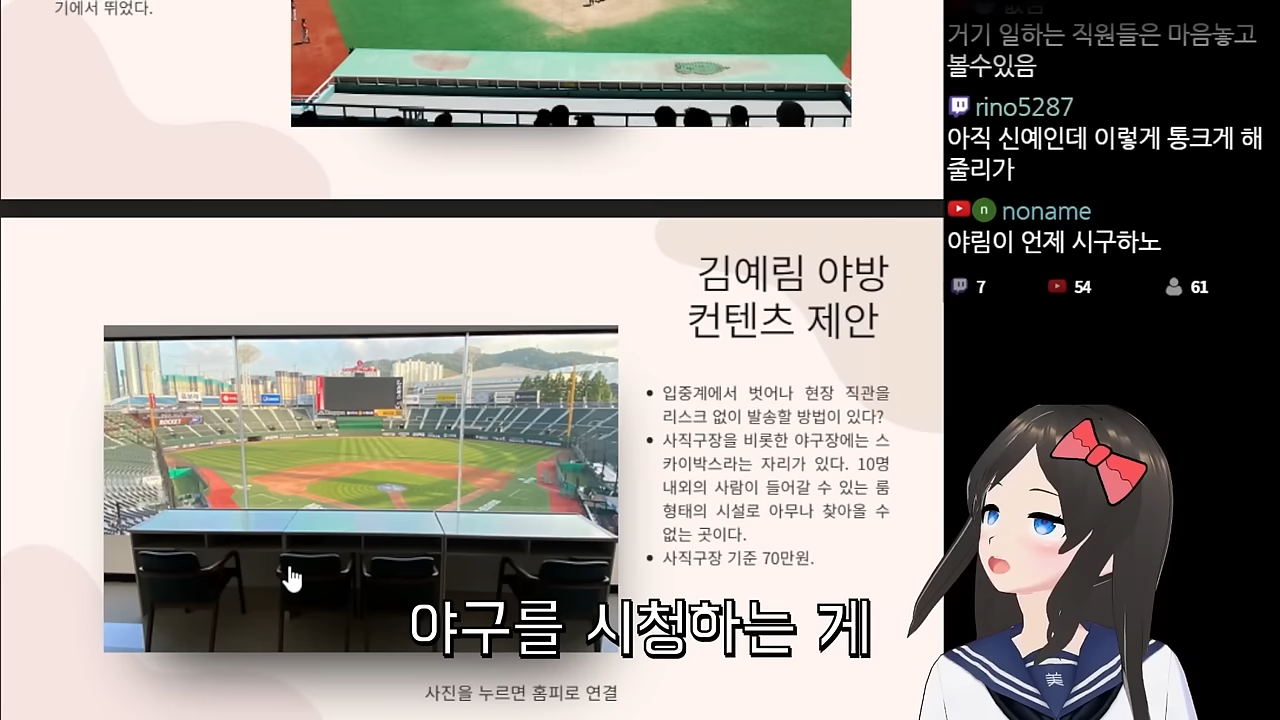 기에서 뛰었다.
김예림 야방
컨텐츠 제안
입중계에서 벗어나 현장 직관을
리스크 없이 발송할 방법이 있다?
사직구장을 비롯한 야구장에는 스
카이박스라는 자리가 있다. 10명
내외의 사람이 들어갈 수 있는 룸
형태의 시설로 아무나 찾아올 수
없는 곳이다.
사직구장 기준 70만원.
야구를 시청하는 게
사진을 누르면 홈피로 연결
거기 일하는 직원들은 마음놓고
볼수있음
rino5287
아직 신예인데 이렇게 통크게 해
줄리가
n noname
야림이 언제 시구하노
7 54 61
美